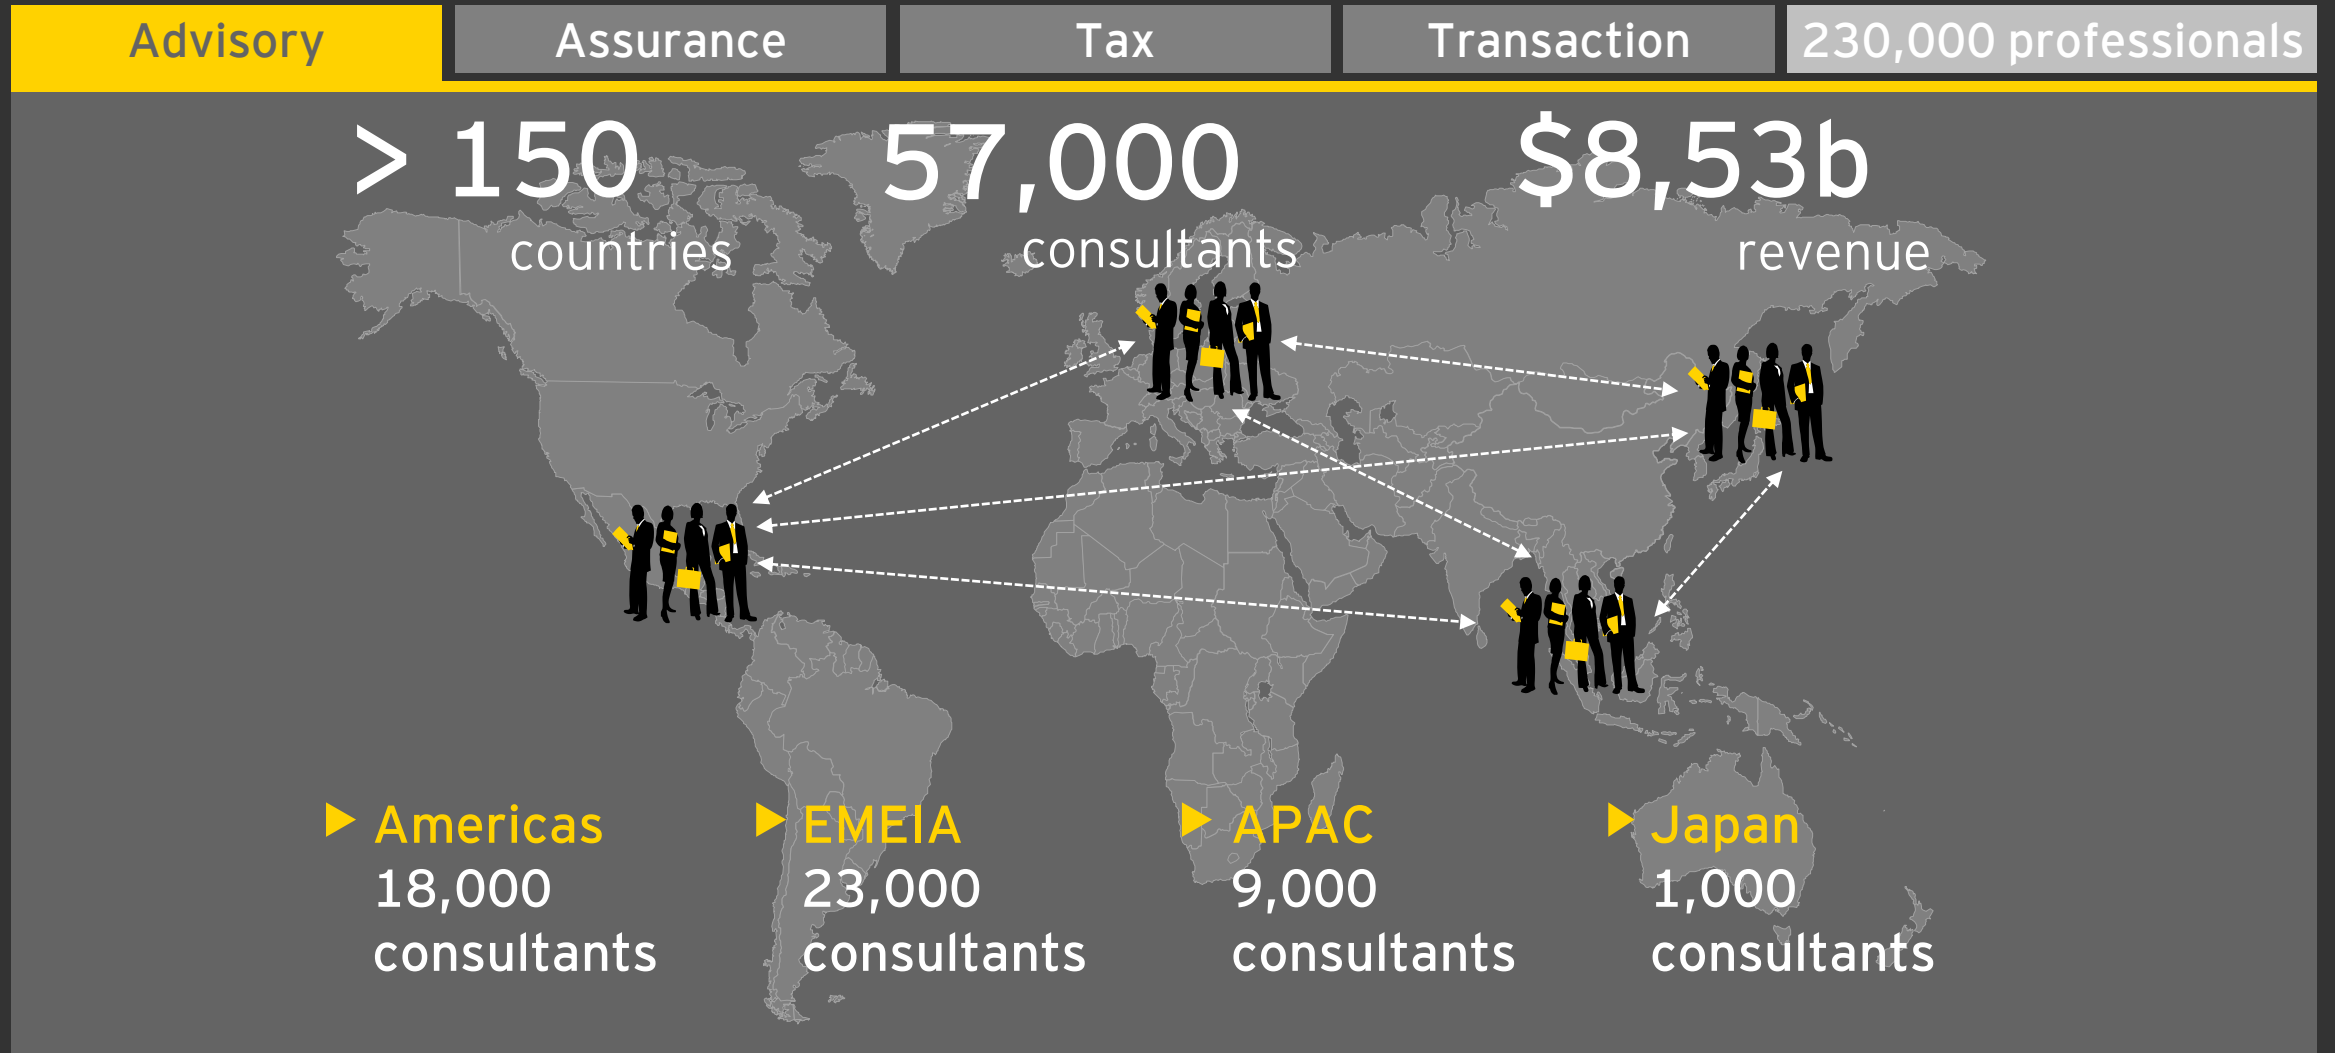 Advisory
Assurance
Tax
Transaction
230,000 professionals
> 150
countries
57,000
consultants
$8,53b
revenue
Americas
18,000
consultants
EMEIA
23,000
consultants
APAC
9,000
consultants
Japan
1,000
consultants